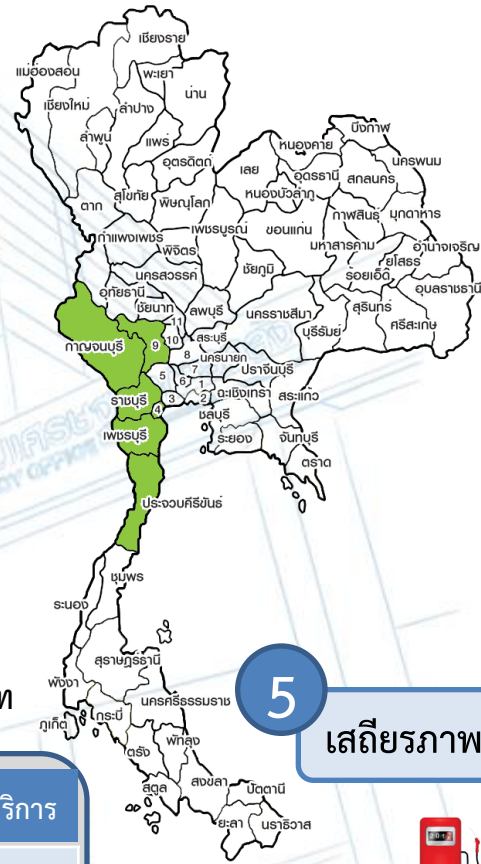 เชียงราย
แม่ฮ่องสอน
พะเยา
น่าน
เชียงใหม่
ลำปาง
ลำพูน
แพร่
บึงกาฬ
หนองคาย
อุตรดิตถ์
เลย
อุดรธานี
นครพนม
สกลนคร
หนองบัวลำภู
ตาก
สุโขทัย
พิษณุโลก
กาฬสินธุ์
มุกดาหาร
กำแพงเพชร
เพชรบูรณ์
ขอนแก่น
พิจิตร
มหาสารคาม
อำนาจเจริญ
ยโสธร
นครสวรรค์
ชัยภูมิ
ร้อยเอ็ด
อุทัยธานี
อุบลราชธานี
ชัยนาท
ลพบุรี
นครราชสีมา
สุรินทร์
ศรีสะเกษ
บุรีรัมย์
11
10
สระบุรี
กาญจนบุรี
9
8
นครนายก
7
ปราจีนบุรี
5
6
1
ฉะเชิงเทรา
สระแก้ว
ราชบุรี
3
2
4
ชลบุรี
เพชรบุรี
ระยอง
จันทบุรี
ตราด
ประจวบคีรีขันธ์
ชุมพร
ระนอง
สุราษฎร์ธานี
พังงา
นครศรีธรรมราช
ภูเก็ต
กระบี่
ตรัง
พัทลุง
สตูล
สงขลา
ปัตตานี
ยะลา
นราธิวาส
ท
5
เสถียรภาพ
ริการ